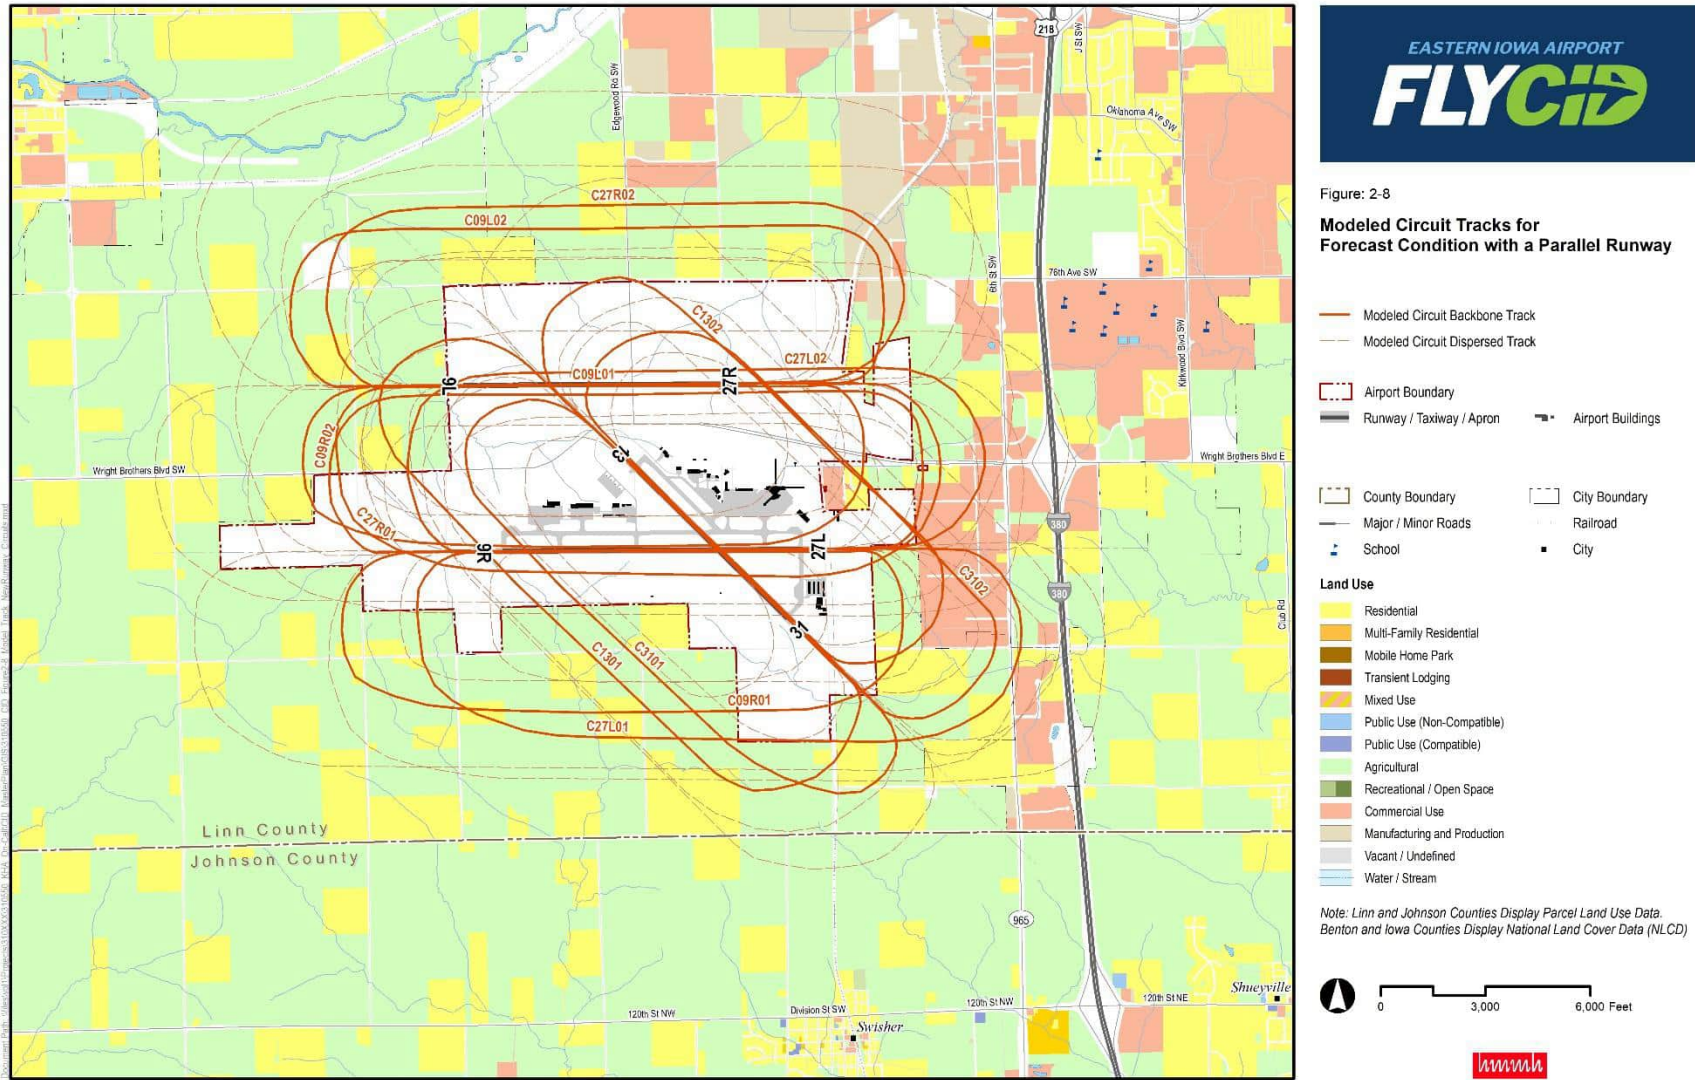 218
J St SW
Edgewood Rd SW
Oklahoma Ave SW
C27R02
C09L02
6th St SW
76th Ave SW
C1302
Kirkwood Blvd SW
C27L02
C09L01
9L
27R
C09R02
Wright Brothers Blvd SW
13
Wright Brothers Blvd E
C27R01
380
9R
27L
C3102
380
Club Rd
31
C1301
C3101
C09R01
C27L01
Linn County
Johnson County
965
120th St NW
Division St SW
120th St NW
120th St NE
Shueyville
Swisher
EASTERN IOWA AIRPORT
FLYCID
Figure: 2-8
Modeled Circuit Tracks for
Forecast Condition with a Parallel Runway
Modeled Circuit Backbone Track
Modeled Circuit Dispersed Track
Airport Boundary
Runway / Taxiway / Apron
Airport Buildings
County Boundary
City Boundary
Major / Minor Roads
Railroad
School
City
Land Use
Residential
Multi-Family Residential
Mobile Home Park
Transient Lodging
Mixed Use
Public Use (Non-Compatible)
Public Use (Compatible)
Agricultural
Recreational / Open Space
Commercial Use
Manufacturing and Production
Vacant / Undefined
Water / Stream
Note: Linn and Johnson Counties Display Parcel Land Use Data.
Benton and Iowa Counties Display National Land Cover Data (NLCD)
0 3,000 6,000 Feet
hmmh